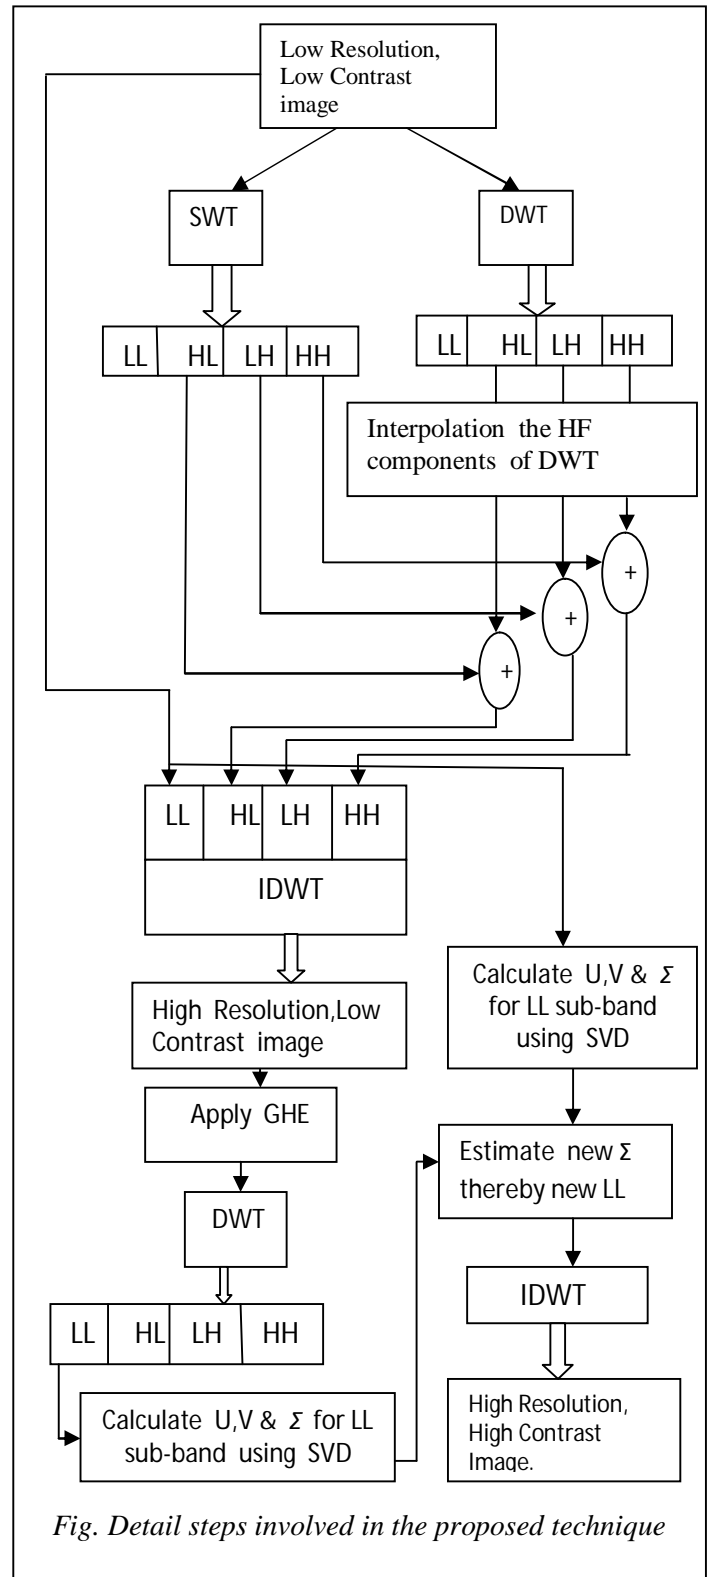 Low Resolution,
Low Contrast
image
SWT
DWT
LL HL LH HH
LL HL LH HH
Interpolation the HF
components of DWT
+
+
+
LL HL LH HH
IDWT
Calculate U,V & Σ
for LL sub-band
using SVD
High Resolution,Low
Contrast image
Apply GHE
Estimate new Σ
thereby new LL
DWT
IDWT
LL HL LH HH
Calculate U,V & Σ for LL
sub-band using SVD
High Resolution,
High Contrast
Image.
Fig. Detail steps involved in the proposed technique